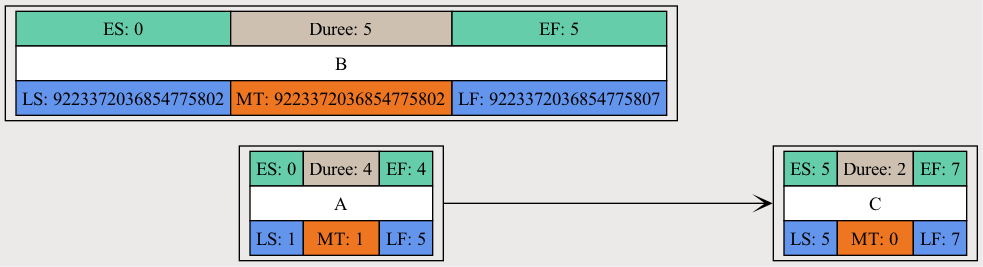 ES: 0 Duree: 5 EF: 5
B
LS: 9223372036854775802 MT: 9223372036854775802 LF: 9223372036854775807
ES: 0 Duree: 4 EF: 4
A
LS: 1 MT: 1 LF: 5
ES: 5 Duree: 2 EF: 7
C
LS: 5 MT: 0 LF: 7